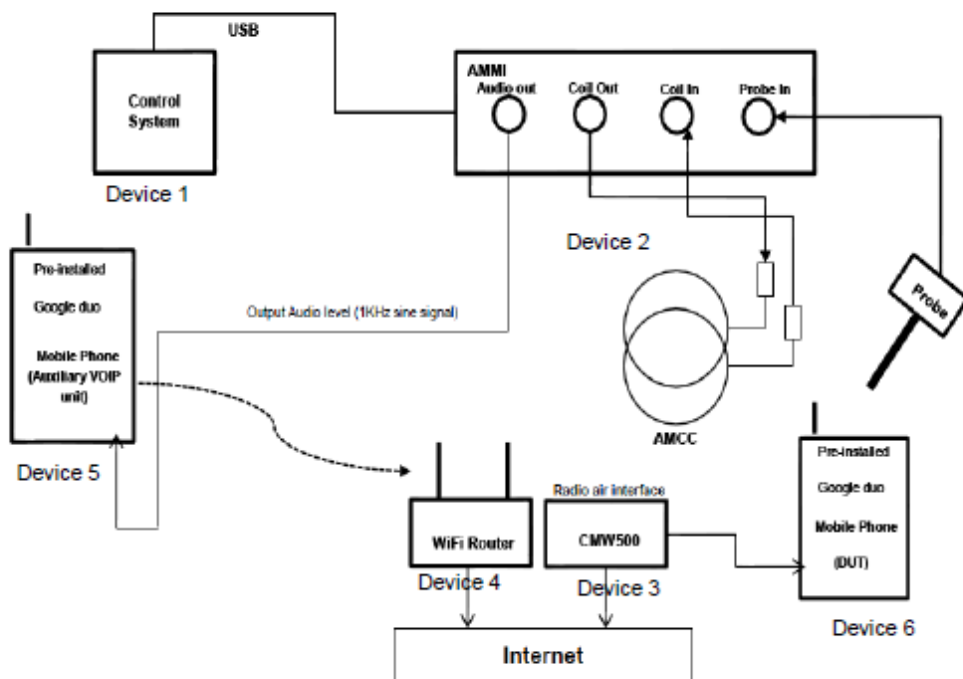 USB
AMMI
Audio out
Coil Out
Coil In
Probe In
Control
System
Device 1
Device 2
Pre-installed
Google duo
Mobile Phone
(Auxiliary VOIP
unit)
Device 5
Output Audio level (1KHz sine signal)
Probe
AMCC
Pre-installed
Google duo
Mobile Phone
(DUT)
Device 6
WiFi Router
Device 4
Radio air interface
CMW500
Device 3
Internet